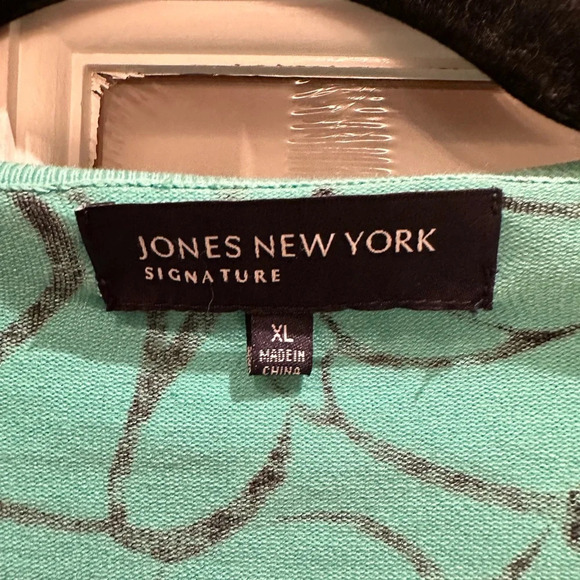 JONES NEW YORK
SIGNATURE
XL
MADE IN
CHINA